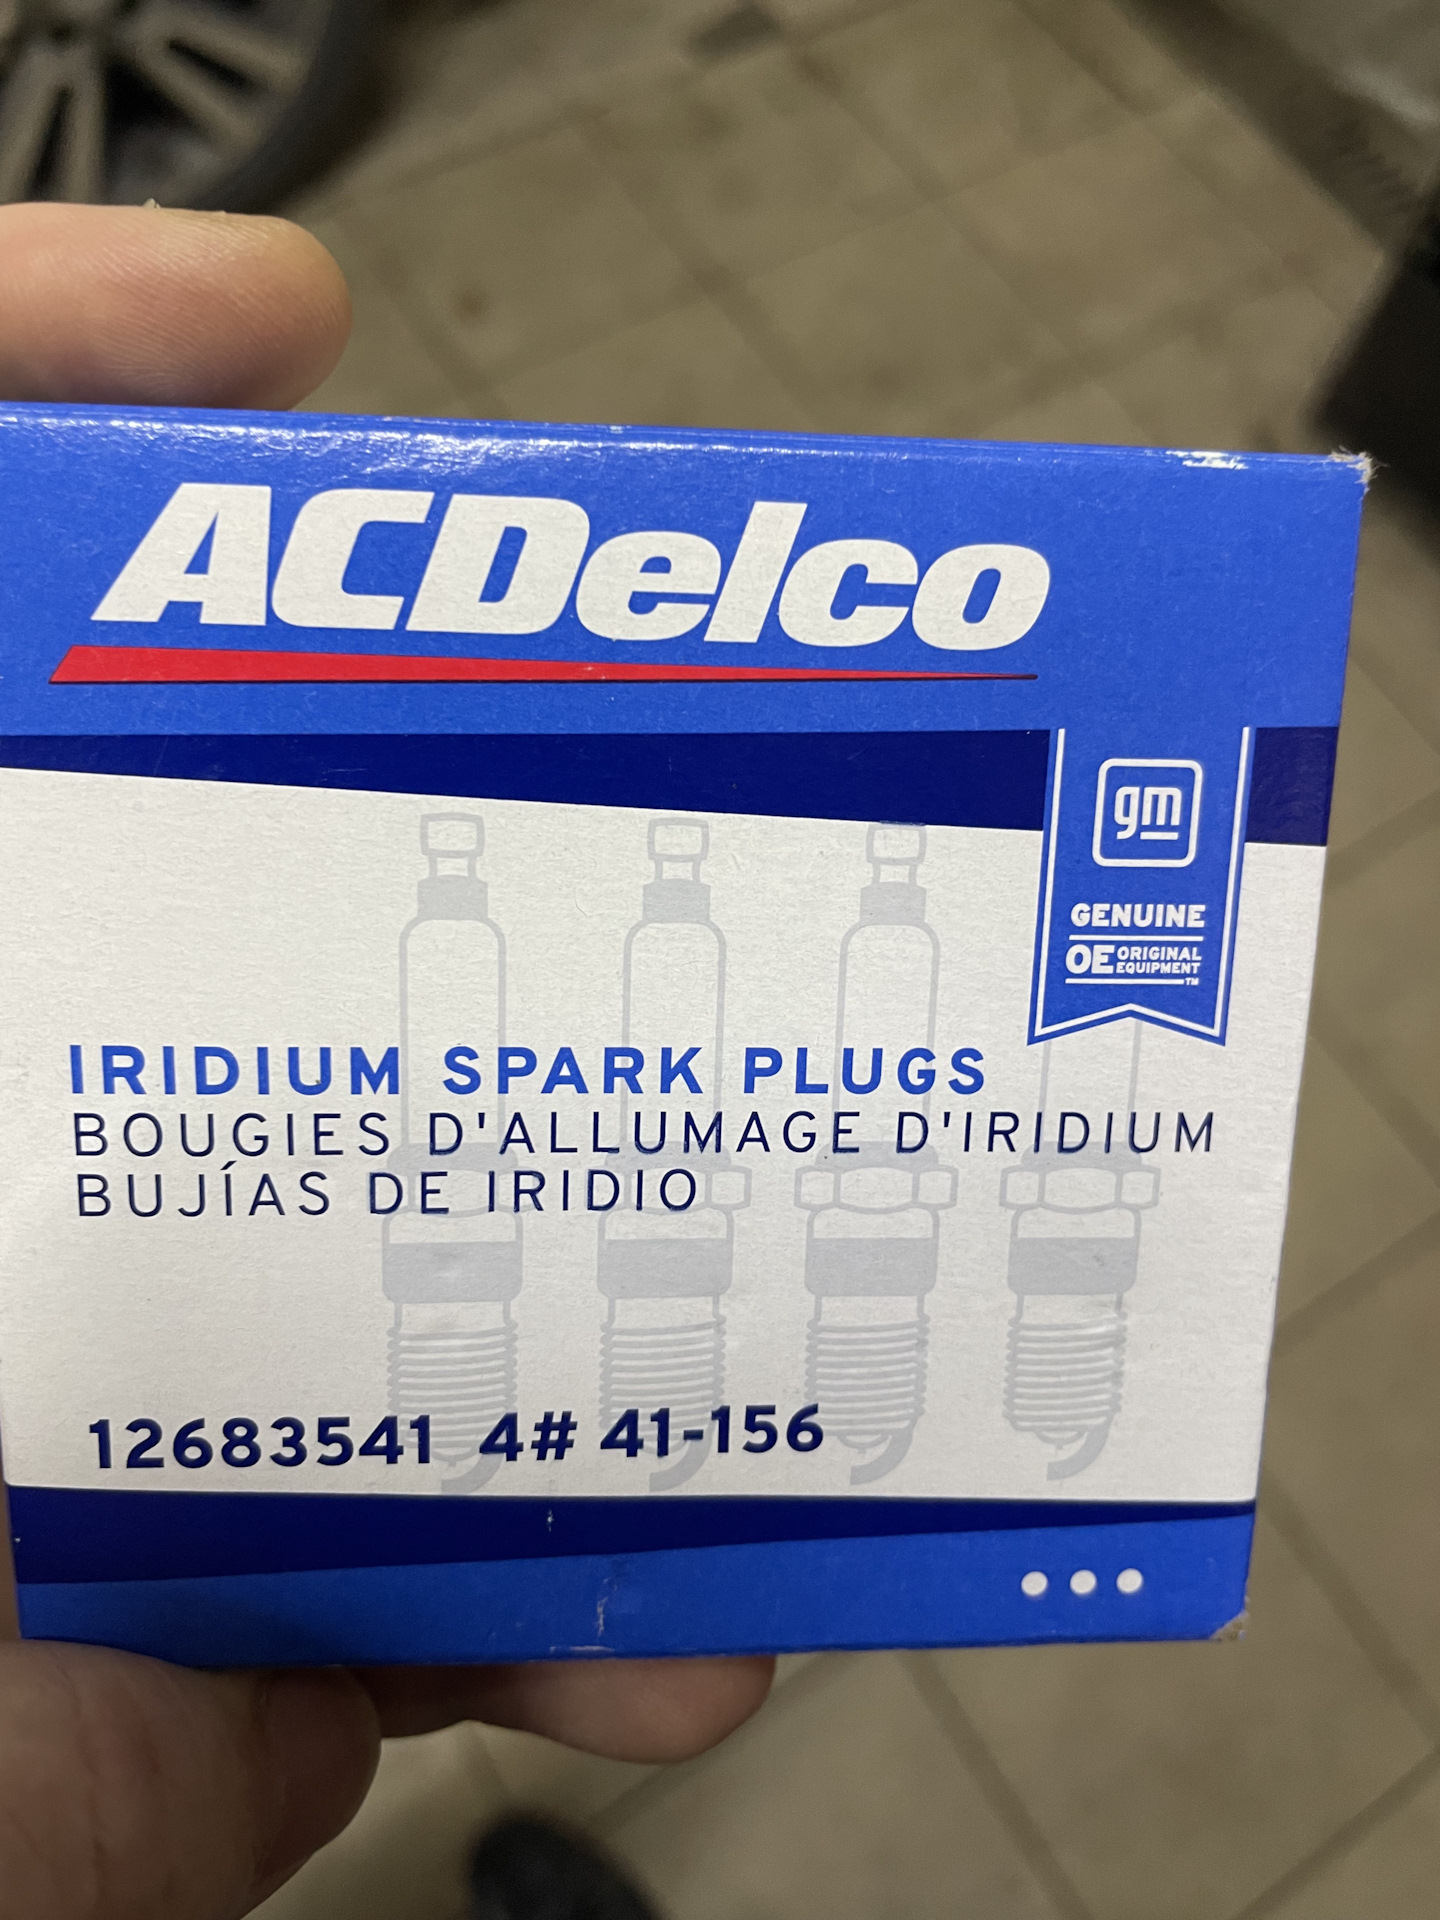 ACDelco
gm
GENUINE
OE ORIGINAL
EQUIPMENT
TM
IRIDIUM SPARK PLUGS
BOUGIES D'ALLUMAGE D'IRIDIUM
BUJÍAS DE IRIDIO
12683541 4# 41-156